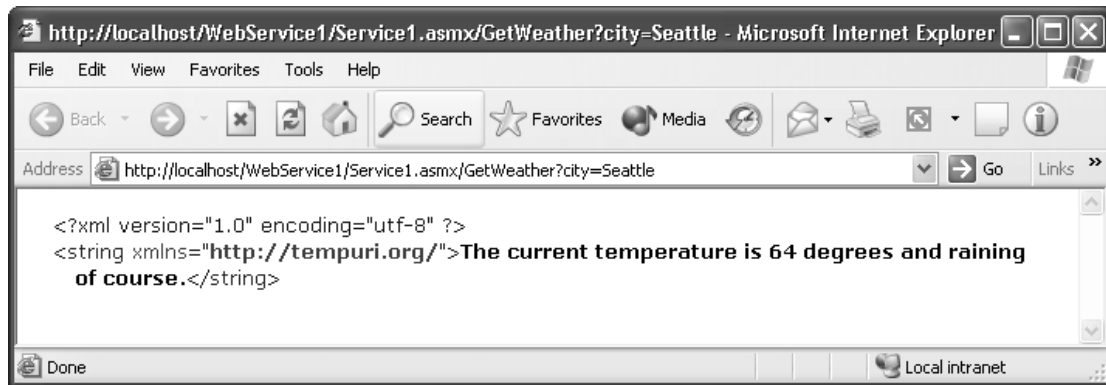 http://localhost/WebService1/Service1.asmx/GetWeather?city=Seattle - Microsoft Internet Explorer
File Edit View Favorites Tools Help
Back Search Favorites Media
Address http://localhost/WebService1/Service1.asmx/GetWeather?city=Seattle Go Links »
<?xml version="1.0" encoding="utf-8" ?>
<string xmlns="http://tempuri.org/">The current temperature is 64 degrees and raining
of course.</string>
Done Local intranet